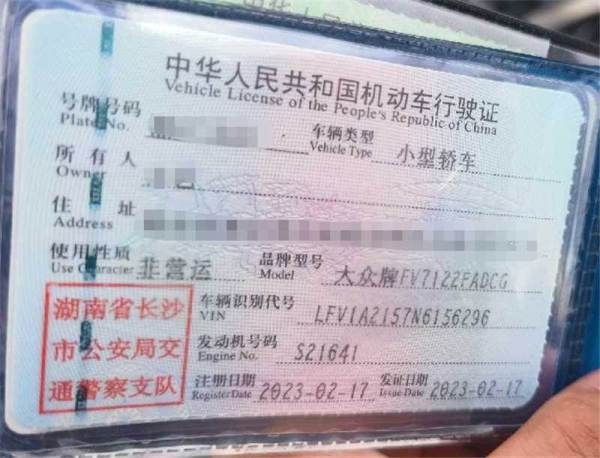 中华人民共和国机动车行驶证
Vehicle License of the People's Republic of China
号牌号码 车辆类型 小型轿车
Plate No. Vehicle Type
所有人
Owner
住址
Address
使用性质 非营运 品牌型号 大众牌FV7122FADCG
Use Character Model
湖南省长沙
市公安局交
通警察支队
车辆识别代号 LFV1A2157N6156296
VIN
发动机号码 S21641
Engine No.
注册日期 2023-02-17 发证日期 2023-02-17
Register Date Issue Date